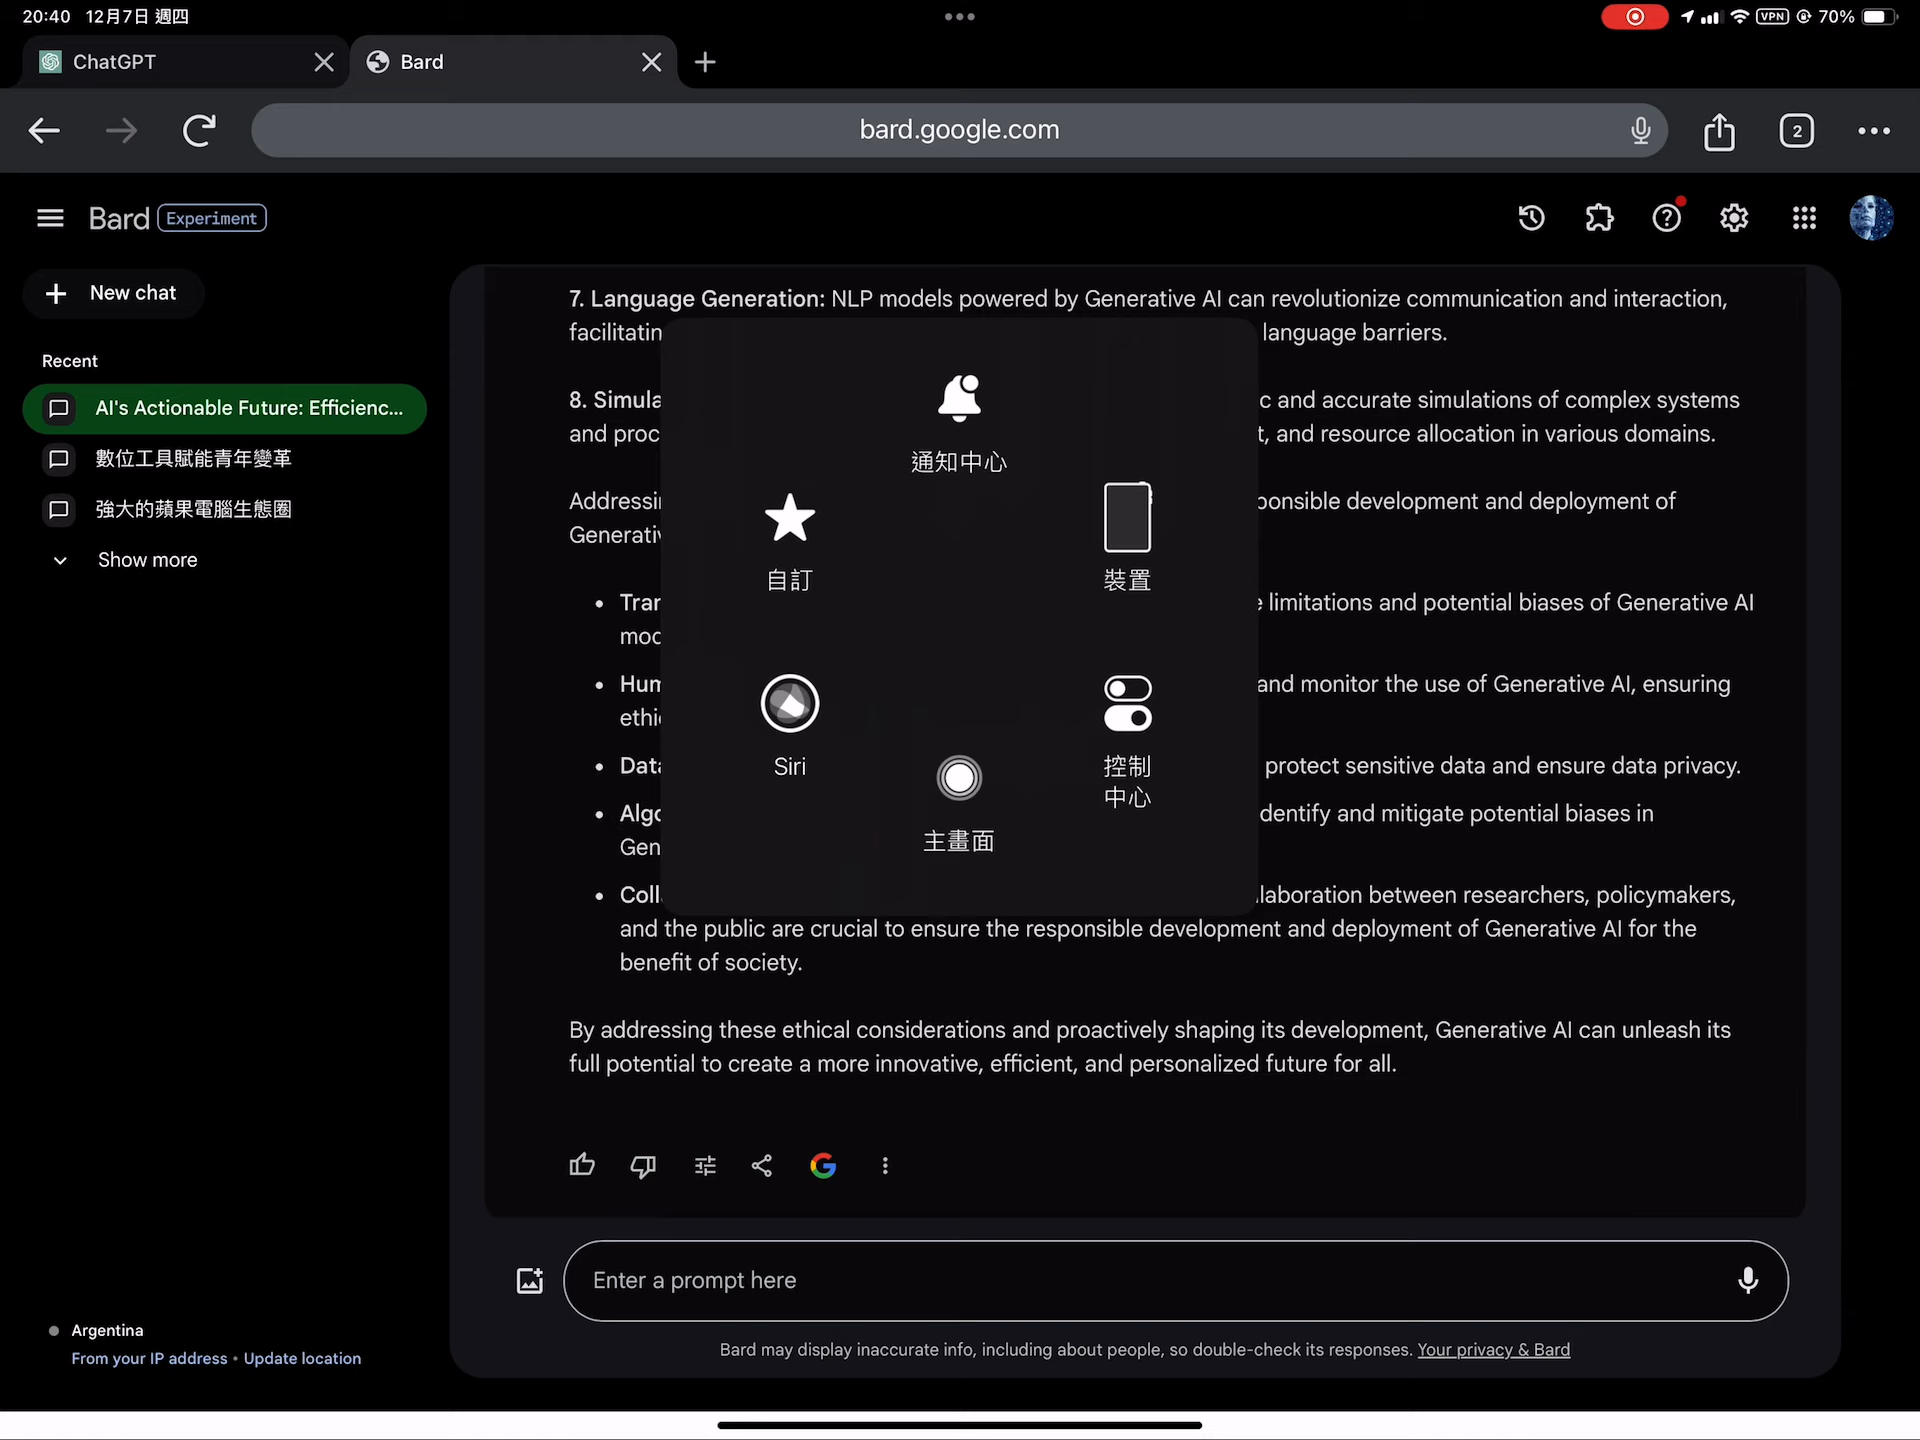 20:40 12月7日 週四
VPN 70%
ChatGPT
Bard
bard.google.com
2
Bard Experiment
New chat
Recent
AI's Actionable Future: Efficienc...
數位工具賦能青年變革
強大的蘋果電腦生態圈
Show more
Argentina
From your IP address • Update location
7. Language Generation: NLP models powered by Generative AI can revolutionize communication and interaction,
facilitatin language barriers.
8. Simula c and accurate simulations of complex systems
and proc t, and resource allocation in various domains.
Addressi ponsible development and deployment of
Generativ
• Tran limitations and potential biases of Generative AI
mod
• Hum and monitor the use of Generative AI, ensuring
ethi
• Data protect sensitive data and ensure data privacy.
• Algo dentify and mitigate potential biases in
Gen
• Coll laboration between researchers, policymakers,
and the public are crucial to ensure the responsible development and deployment of Generative AI for the
benefit of society.
By addressing these ethical considerations and proactively shaping its development, Generative AI can unleash its
full potential to create a more innovative, efficient, and personalized future for all.
通知中心
自訂
裝置
Siri
控制
中心
主畫面
Enter a prompt here
Bard may display inaccurate info, including about people, so double-check its responses. Your privacy & Bard